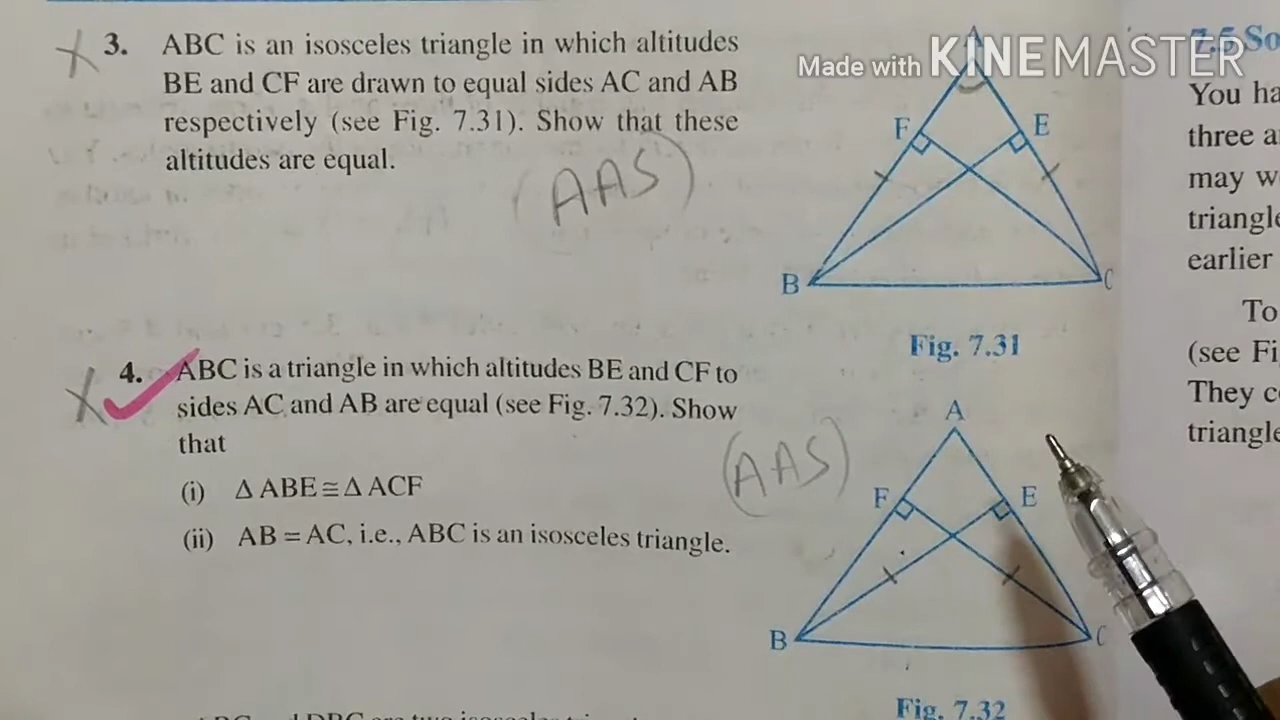 3. ABC is an isosceles triangle in which altitudes
BE and CF are drawn to equal sides AC and AB
respectively (see Fig. 7.31). Show that these
altitudes are equal.
(AAS)
A
F
E
B
C
Fig. 7.31
Made with KINEMASTER
4. ABC is a triangle in which altitudes BE and CF to
sides AC and AB are equal (see Fig. 7.32). Show
that
(i) Δ ABE ≅ Δ ACF
(ii) AB = AC, i.e., ABC is an isosceles triangle.
(AAS)
A
F
E
B
C
Fig. 7.32
7.5 So
You ha
three a
may w
triangle
earlier
To
(see Fi
They c
triangle